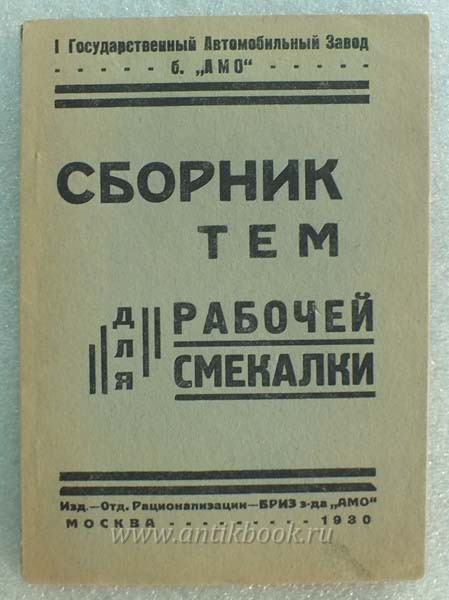 I Государственный Автомобильный Завод
- - - - - б. „АМО“ - - - - -
СБОРНИК
ТЕМ
ДЛЯ
РАБОЧЕЙ
СМЕКАЛКИ
Изд.—Отд. Рационализации—БРИЗ з-да „АМО“
МОСКВА - - - - - - - - - 1930
www.antikbook.ru